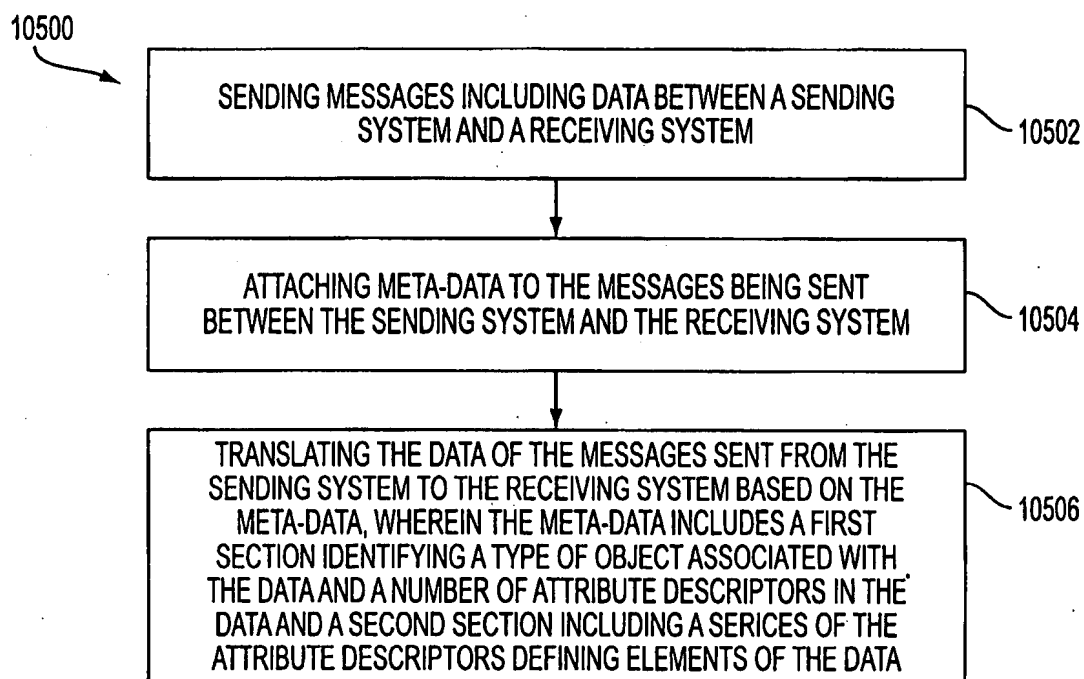 10500
SENDING MESSAGES INCLUDING DATA BETWEEN A SENDING
SYSTEM AND A RECEIVING SYSTEM
10502
ATTACHING META-DATA TO THE MESSAGES BEING SENT
BETWEEN THE SENDING SYSTEM AND THE RECEIVING SYSTEM
10504
TRANSLATING THE DATA OF THE MESSAGES SENT FROM THE
SENDING SYSTEM TO THE RECEIVING SYSTEM BASED ON THE
META-DATA, WHEREIN THE META-DATA INCLUDES A FIRST
SECTION IDENTIFYING A TYPE OF OBJECT ASSOCIATED WITH
THE DATA AND A NUMBER OF ATTRIBUTE DESCRIPTORS IN THE
DATA AND A SECOND SECTION INCLUDING A SERICES OF THE
ATTRIBUTE DESCRIPTORS DEFINING ELEMENTS OF THE DATA
10506